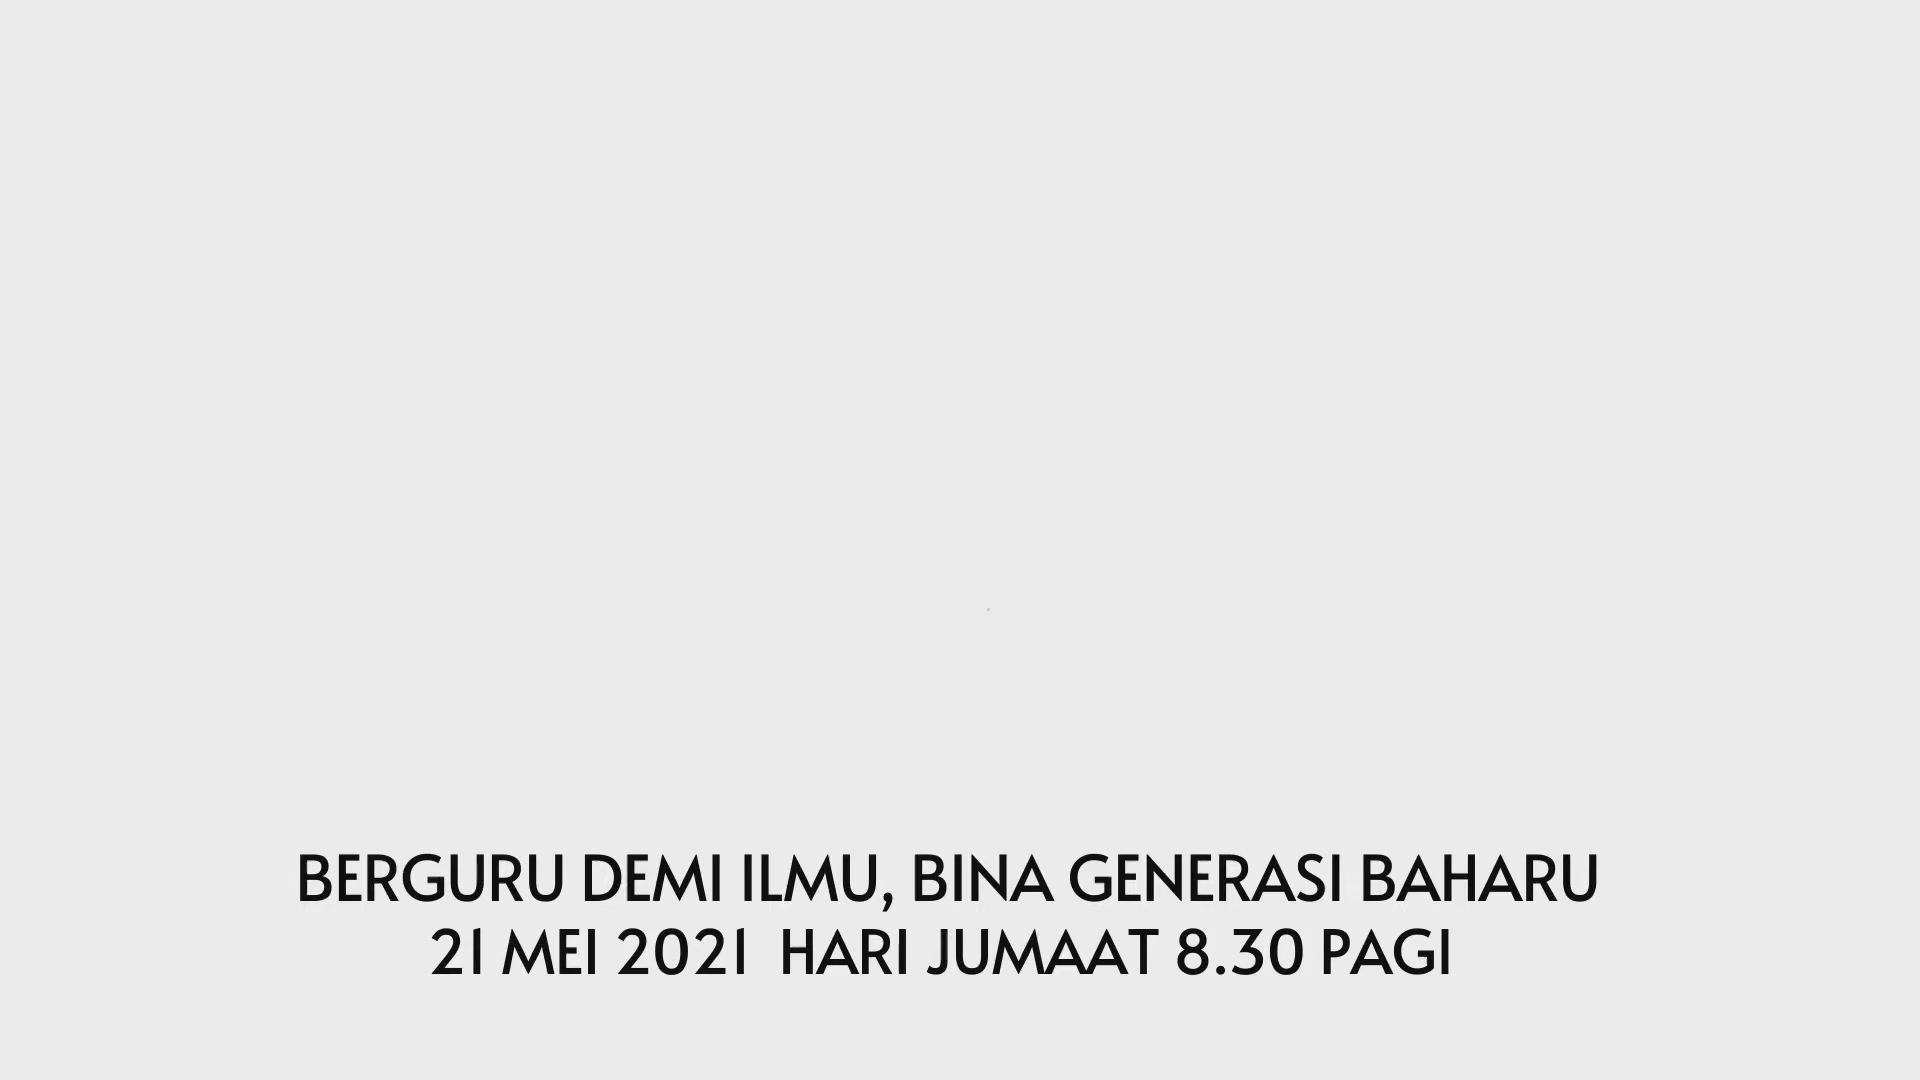 BERGURU DEMI ILMU, BINA GENERASI BAHARU
21 MEI 2021 HARI JUMAAT 8.30 PAGI